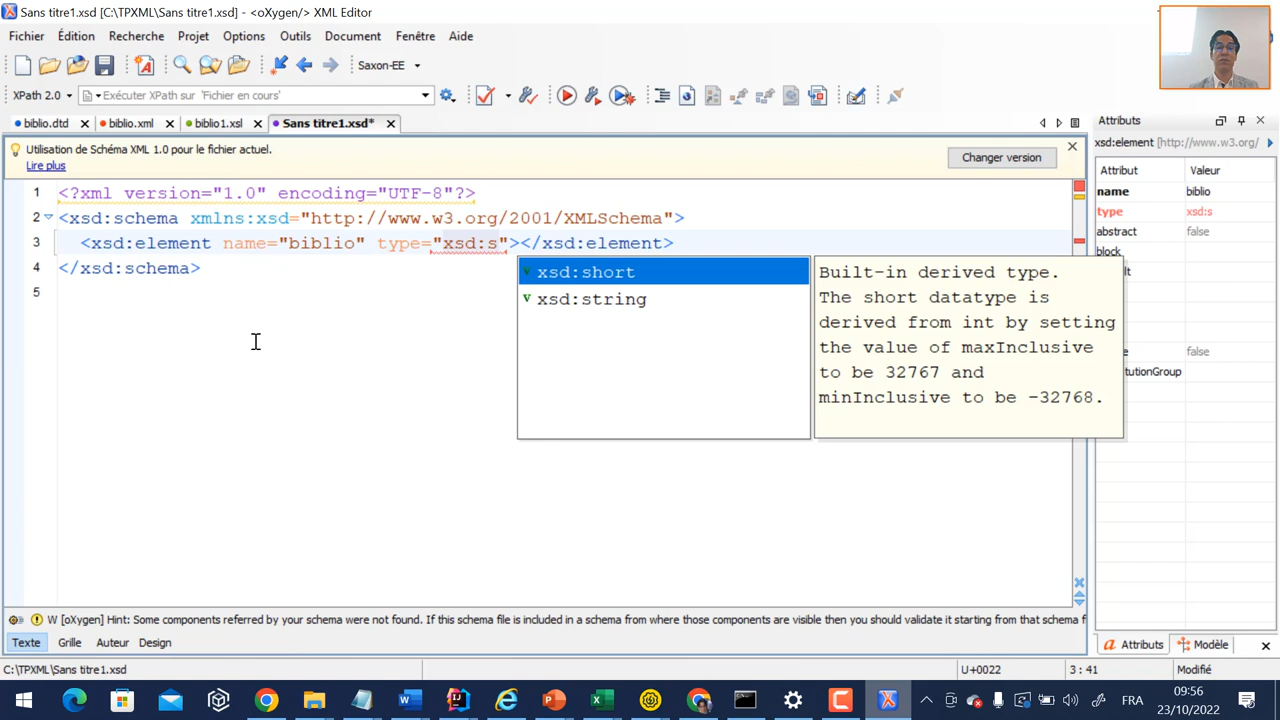 Sans titre1.xsd [C:\TPXML\Sans titre1.xsd] - <oXygen/> XML Editor
Fichier Édition Recherche Projet Options Outils Document Fenêtre Aide
Saxon-EE
XPath 2.0 Exécuter XPath sur 'Fichier en cours'
biblio.dtd biblio.xml biblio1.xsl Sans titre1.xsd*
Attributs
Utilisation de Schéma XML 1.0 pour le fichier actuel.
Lire plus
Changer version
xsd:element [http://www.w3.org/
Attribut Valeur
name biblio
type xsd:s
abstract false
block
false
1 <?xml version="1.0" encoding="UTF-8"?>
2 <xsd:schema xmlns:xsd="http://www.w3.org/2001/XMLSchema">
3 <xsd:element name="biblio" type="xsd:s"></xsd:element>
4 </xsd:schema>
5
xsd:short
xsd:string
Built-in derived type.
The short datatype is
derived from int by setting
the value of maxInclusive
to be 32767 and
minInclusive to be -32768.
W [oXygen] Hint: Some components referred by your schema were not found. If this schema file is included in a schema from where those components are visible then you should validate it starting from that schema f
Texte Grille Auteur Design
Attributs Modèle
C:\TPXML\Sans titre1.xsd
U+0022 3 : 41 Modifié
FRA
09:56
23/10/2022